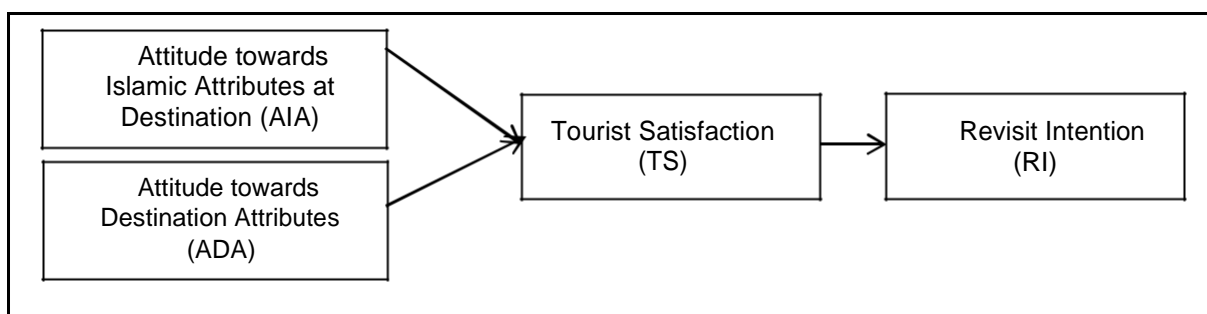 Attitude towards
Islamic Attributes at
Destination (AIA)
Attitude towards
Destination Attributes
(ADA)
Tourist Satisfaction
(TS)
Revisit Intention
(RI)